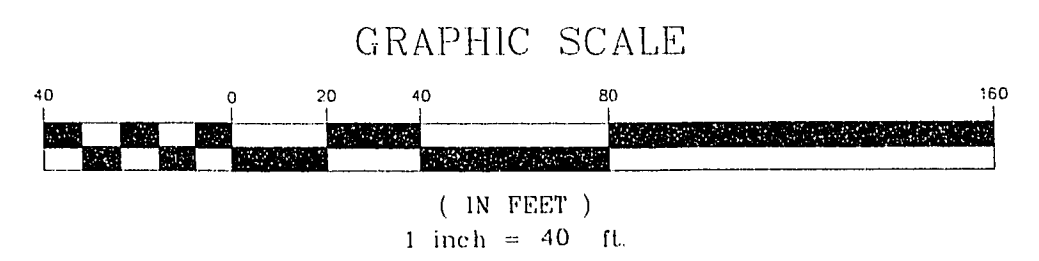 GRAPHIC SCALE
40 0 20 40 80 160
( IN FEET )
1 inch = 40 ft.